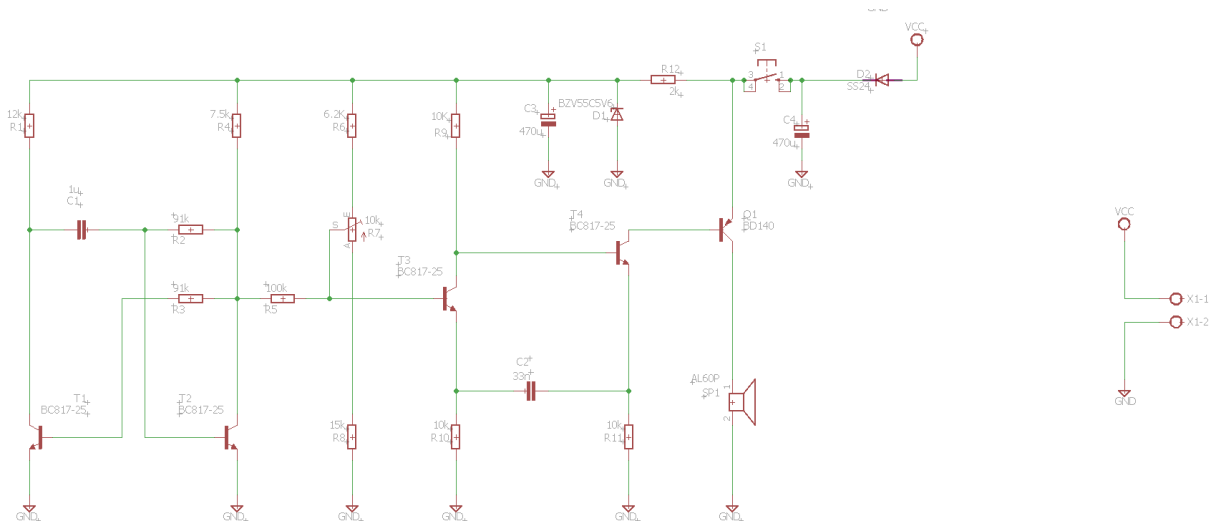 VCC
S1
R12
2k
3
4
1
2
D2
SS24
12k
R1
7.5k
R4
6.2K
R6
10K
R9
C3
470u
BZV55C5V6
D1
C4
470u
GND
GND
GND
1u
C1
91k
R2
E
S
A
10k
R7
T4
BC817-25
Q1
BD140
VCC
T3
BC817-25
91k
R3
100k
R5
X1-1
X1-2
C2
33n
AL60P
SP1
1
2
T1
BC817-25
T2
BC817-25
15k
R8
10k
R10
10k
R11
GND
GND
GND
GND
GND
GND
GND